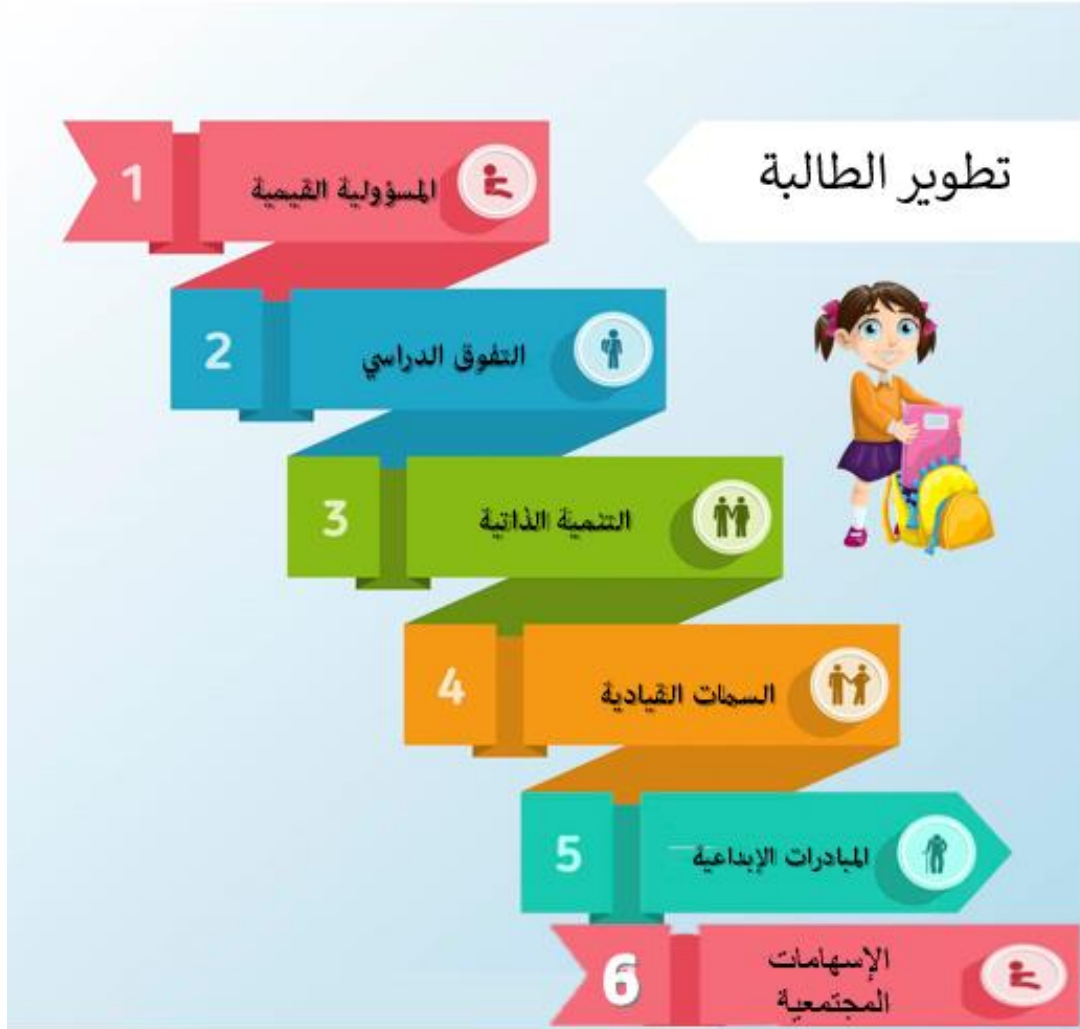 تطوير الطالبة
1
المسؤولية القيمية
2
التفوق الدراسي
3
التنمية الذاتية
4
السمات القيادية
5
المبادرات الإبداعية
6
الإسهامات
المجتمعية